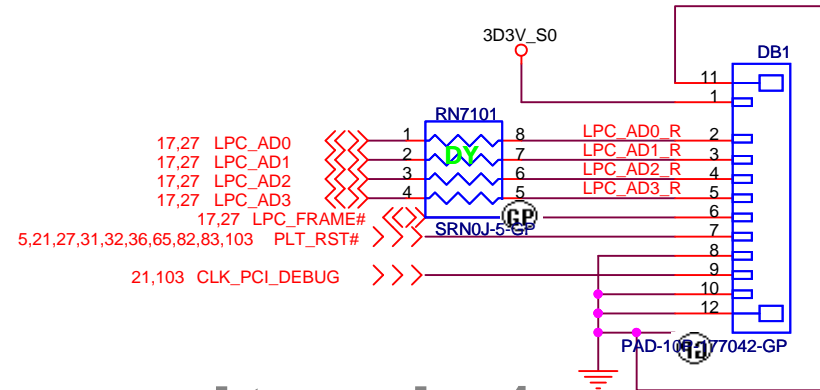 3D3V_S0
DB1
11
1
RN7101
17,27 LPC_AD0 1 8 LPC_AD0_R 2
DY
17,27 LPC_AD1 2 7 LPC_AD1_R 3
17,27 LPC_AD2 3 6 LPC_AD2_R 4
17,27 LPC_AD3 4 5 LPC_AD3_R 5
17,27 LPC_FRAME# 6
GP
SRN0J-5-GP
5,21,27,31,32,36,65,82,83,103 PLT_RST# 7
8
21,103 CLK_PCI_DEBUG 9
10
12
GP